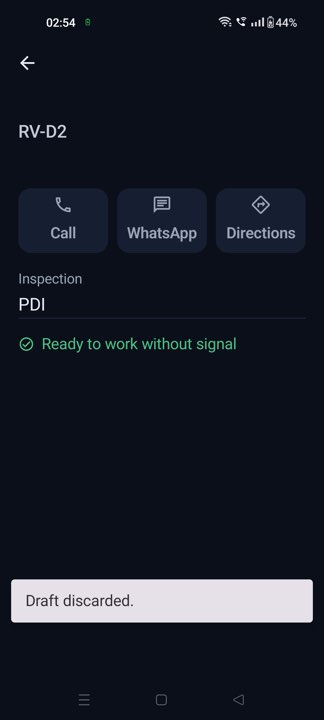 02:54
44%
RV-D2
Call
WhatsApp
Directions
Inspection
PDI
Ready to work without signal
Draft discarded.